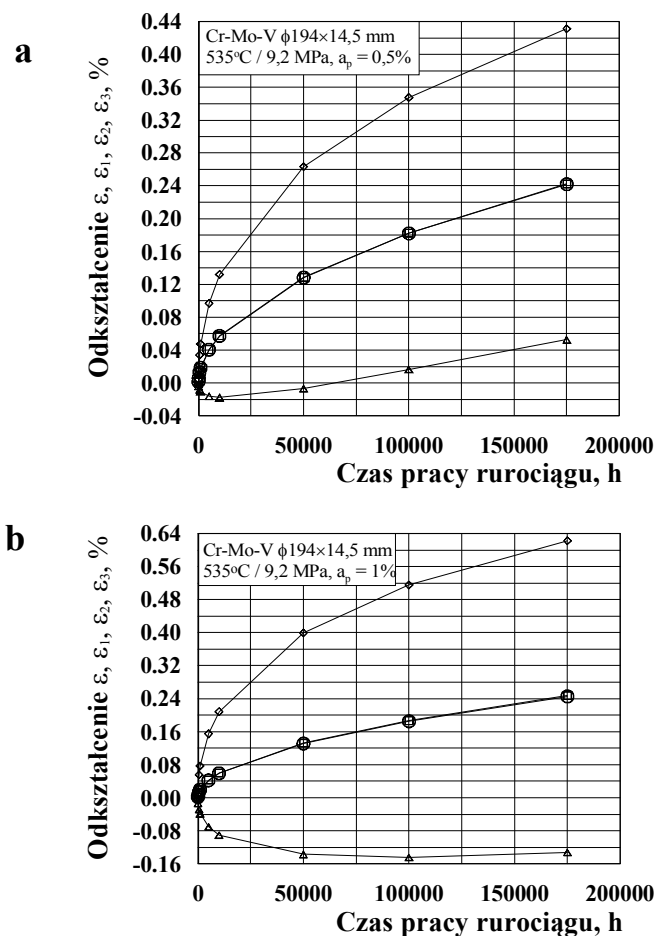 a
Cr-Mo-V ϕ194×14,5 mm
535°C / 9,2 MPa, aₚ = 0,5%
Odkształcenie ε, ε₁, ε₂, ε₃, %
0.44
0.40
0.36
0.32
0.28
0.24
0.20
0.16
0.12
0.08
0.04
0.00
-0.04
0 50000 100000 150000 200000
Czas pracy rurociągu, h
b
Cr-Mo-V ϕ194×14,5 mm
535°C / 9,2 MPa, aₚ = 1%
Odkształcenie ε, ε₁, ε₂, ε₃, %
0.64
0.56
0.48
0.40
0.32
0.24
0.16
0.08
0.00
-0.08
-0.16
0 50000 100000 150000 200000
Czas pracy rurociągu, h